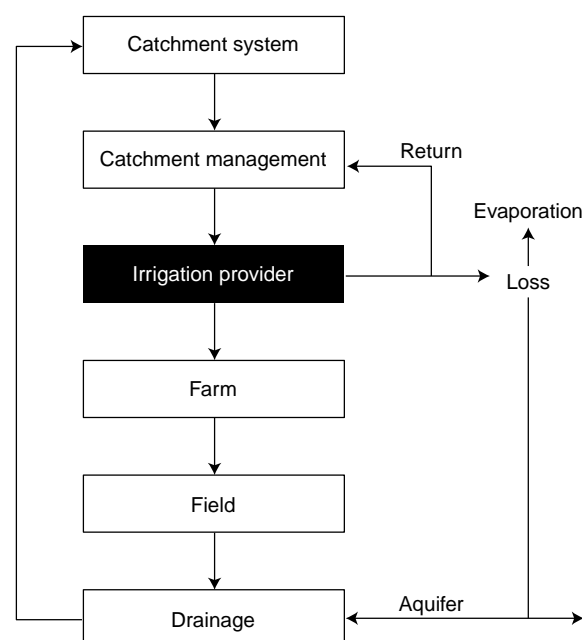 Catchment system
Catchment management
Return
Evaporation
Irrigation provider
Loss
Farm
Field
Drainage
Aquifer